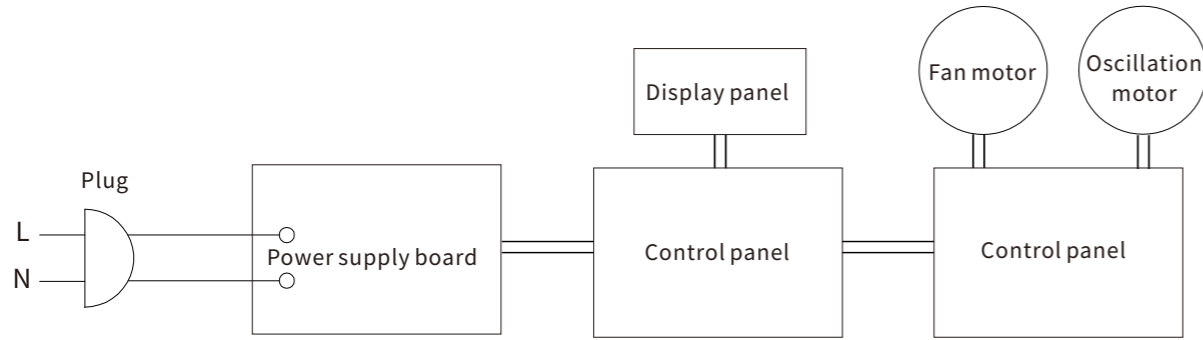 Plug
L
N
Power supply board
Display panel
Control panel
Fan motor
Oscillation
motor
Control panel